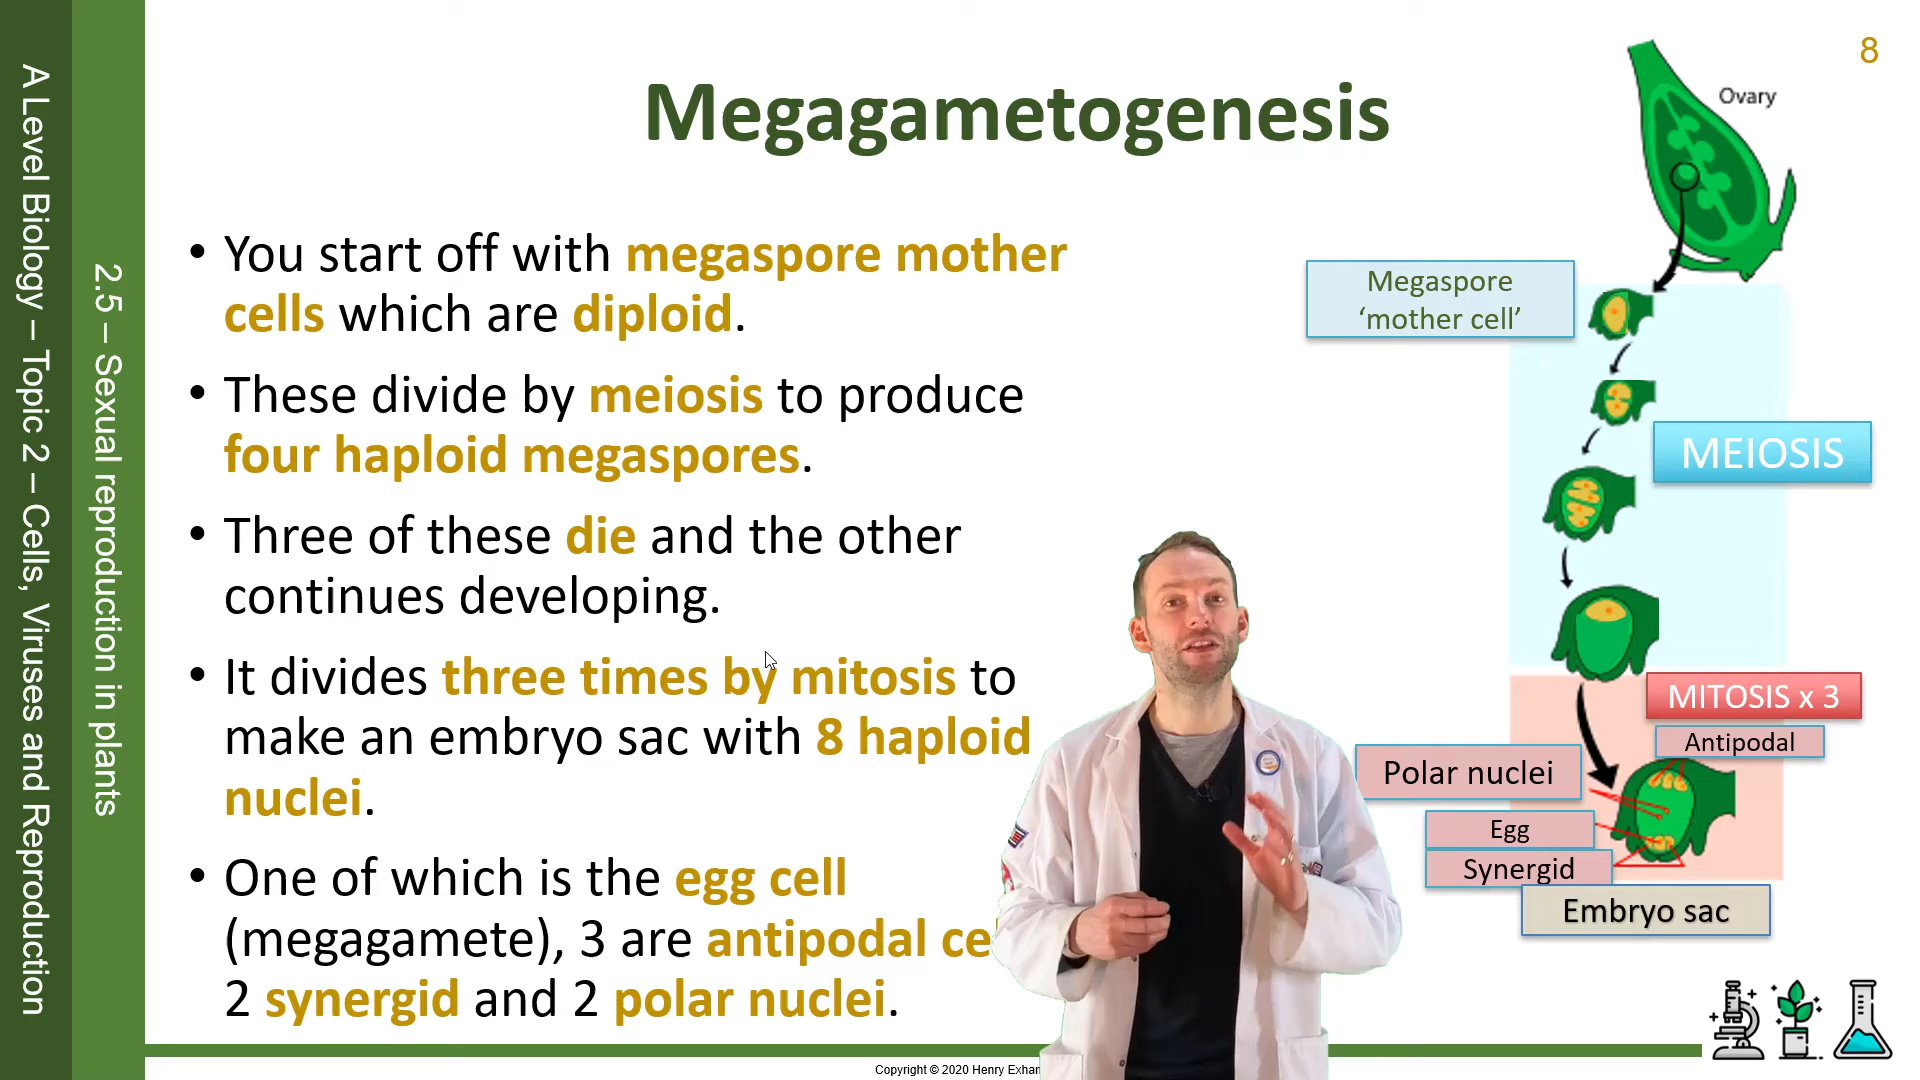 A Level Biology – Topic 2 – Cells, Viruses and Reproduction
2.5 – Sexual reproduction in plants
8
Megagametogenesis
• You start off with megaspore mother
cells which are diploid.
• These divide by meiosis to produce
four haploid megaspores.
• Three of these die and the other
continues developing.
• It divides three times by mitosis to
make an embryo sac with 8 haploid
nuclei.
• One of which is the egg cell
(megagamete), 3 are antipodal
2 synergid and 2 polar nuclei.
Ovary
Megaspore
‘mother cell’
MEIOSIS
MITOSIS x 3
Antipodal
Polar nuclei
Egg
Synergid
Embryo sac
Copyright © 2020 Henry